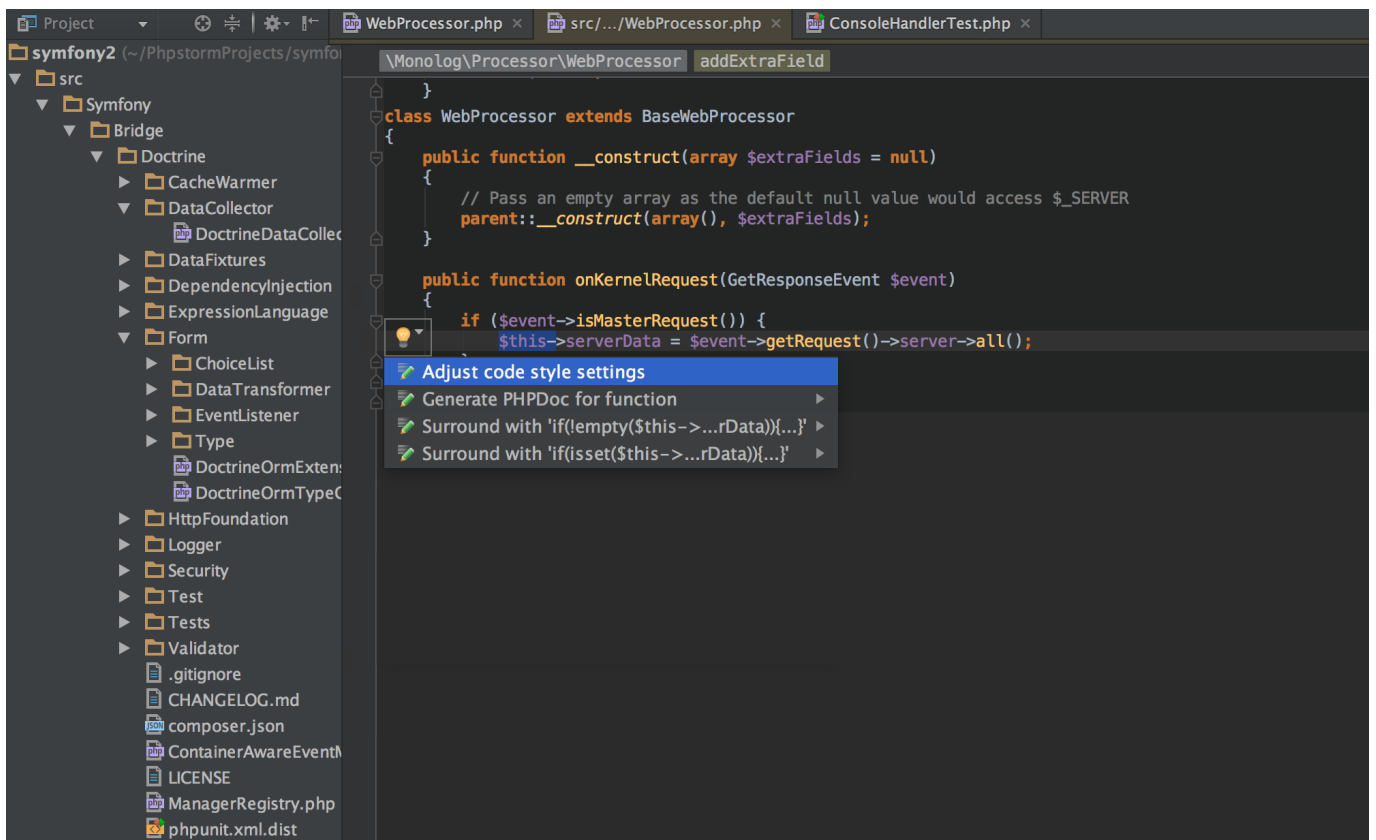 Project
WebProcessor.php
src/.../WebProcessor.php
ConsoleHandlerTest.php
symfony2 (~/PhpstormProjects/symfo
src
Symfony
Bridge
Doctrine
CacheWarmer
DataCollector
DoctrineDataCollec
DataFixtures
DependencyInjection
ExpressionLanguage
Form
ChoiceList
DataTransformer
EventListener
Type
DoctrineOrmExten
DoctrineOrmTypeG
HttpFoundation
Logger
Security
Test
Tests
Validator
.gitignore
CHANGELOG.md
composer.json
ContainerAwareEventM
LICENSE
ManagerRegistry.php
phpunit.xml.dist
\Monolog\Processor\WebProcessor addExtraField
}
class WebProcessor extends BaseWebProcessor
{
public function __construct(array $extraFields = null)
{
// Pass an empty array as the default null value would access $_SERVER
parent::__construct(array(), $extraFields);
}
public function onKernelRequest(GetResponseEvent $event)
{
if ($event->isMasterRequest()) {
$this->serverData = $event->getRequest()->server->all();
Adjust code style settings
Generate PHPDoc for function
Surround with 'if(!empty($this->...rData)){...}'
Surround with 'if(isset($this->...rData)){...}'